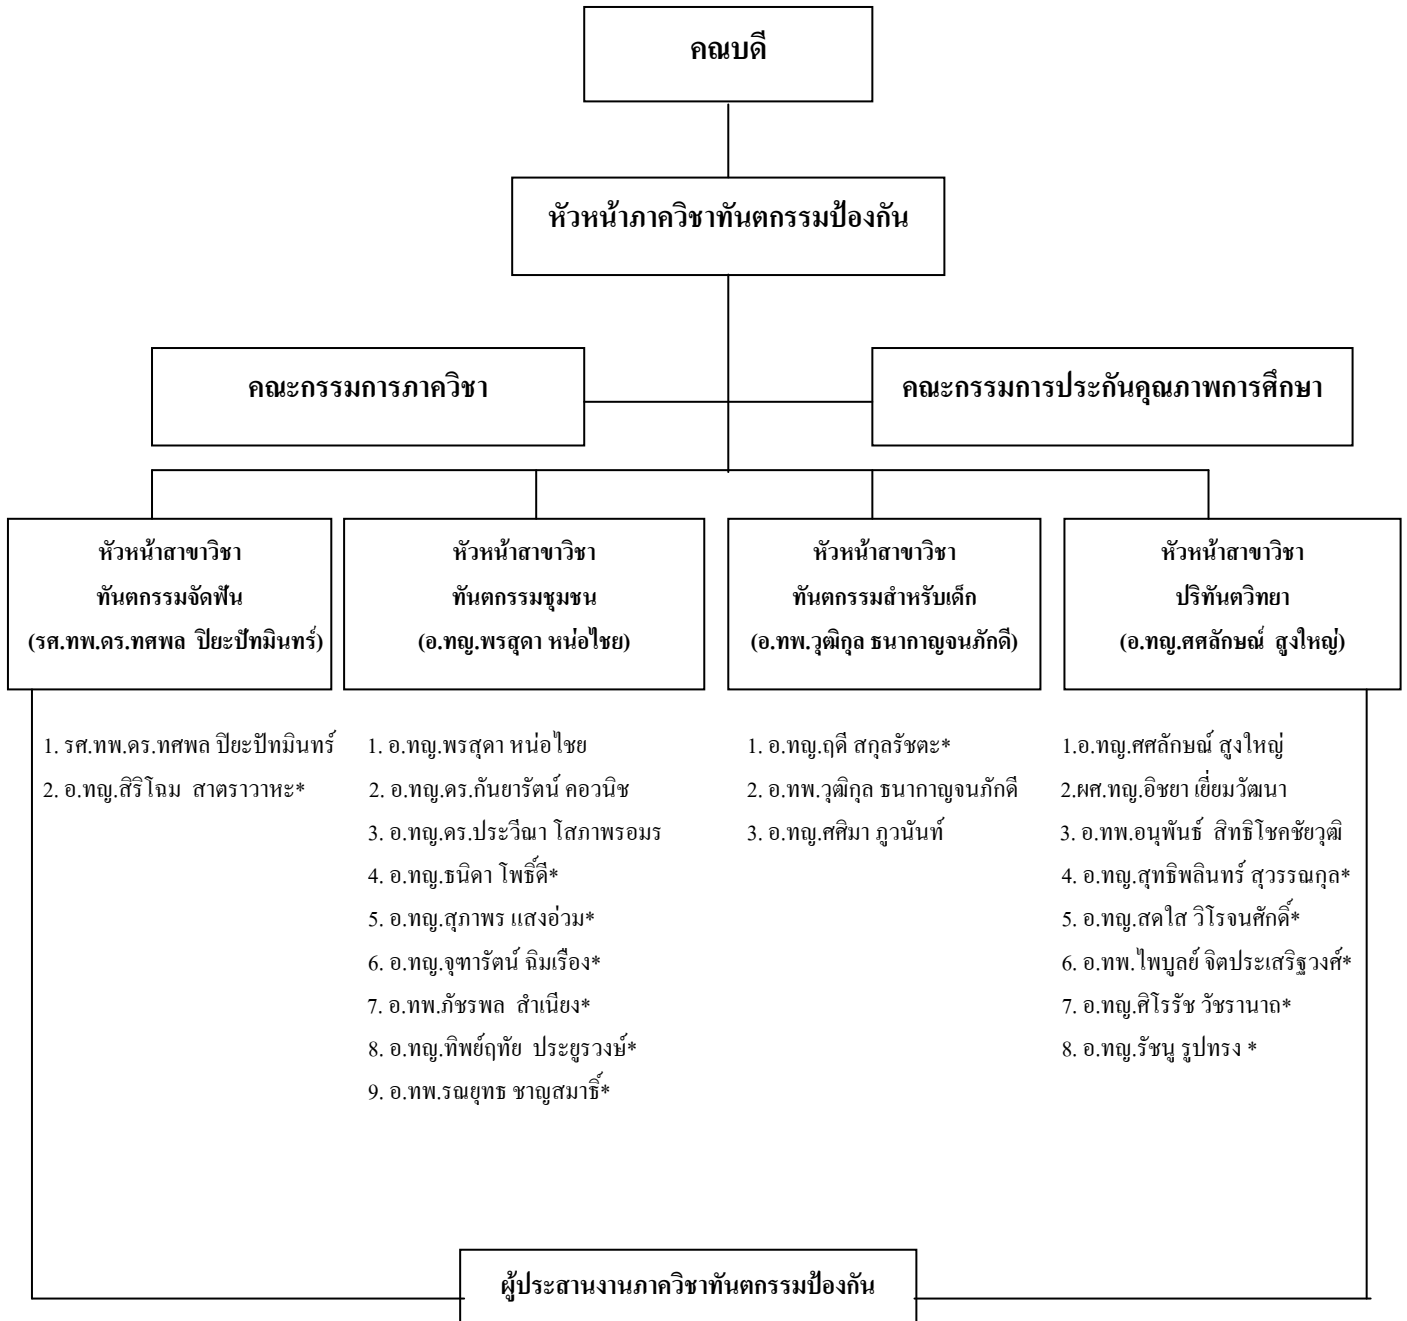 คณบดี
หัวหน้าภาควิชาทันตกรรมป้องกัน
คณะกรรมการภาควิชา
คณะกรรมการประกันคุณภาพการศึกษา
หัวหน้าสาขาวิชา
ทันตกรรมจัดฟัน
(รศ.ทพ.ดร.ทศพล ปิยะปัทมินทร์)
หัวหน้าสาขาวิชา
ทันตกรรมชุมชน
(อ.ทญ.พรสุดา หน่อไชย)
หัวหน้าสาขาวิชา
ทันตกรรมสำหรับเด็ก
(อ.ทพ.วุฒิกุล ธนากาญจนภักดี)
หัวหน้าสาขาวิชา
ปริทันตวิทยา
(อ.ทญ.ศศลักษณ์ สูงใหญ่)
1. รศ.ทพ.ดร.ทศพล ปิยะปัทมินทร์
2. อ.ทญ.สิริโฉม สาตราวาหะ*
1. อ.ทญ.พรสุดา หน่อไชย
2. อ.ทญ.ดร.กันยารัตน์ คอวนิช
3. อ.ทญ.ดร.ประวีณา โสภาพรอมร
4. อ.ทญ.ธนิดา โพธิ์ดี*
5. อ.ทญ.สุภาพร แสงอ่วม*
6. อ.ทญ.จุฑารัตน์ ฉิมเรือง*
7. อ.ทพ.ภัชรพล สำเนียง*
8. อ.ทญ.ทิพย์ฤทัย ประยูรวงษ์*
9. อ.ทพ.รณยุทธ ชาญสมาธิ์*
1. อ.ทญ.ฤดี สกุลรัชตะ*
2. อ.ทพ.วุฒิกุล ธนากาญจนภักดี
3. อ.ทญ.ศศิมา ภูวนันท์
1.อ.ทญ.ศศลักษณ์ สูงใหญ่
2.ผศ.ทญ.อิชยา เยี่ยมวัฒนา
3. อ.ทพ.อนุพันธ์ สิทธิโชคชัยวุฒิ
4. อ.ทญ.สุทธิพลินทร์ สุวรรณกุล*
5. อ.ทญ.สดใส วิโรจนศักดิ์*
6. อ.ทพ.ไพบูลย์ จิตประเสริฐวงศ์*
7. อ.ทญ.ศิโรรัช วัชรานาถ*
8. อ.ทญ.รัชนู รูปทรง *
ผู้ประสานงานภาควิชาทันตกรรมป้องกัน